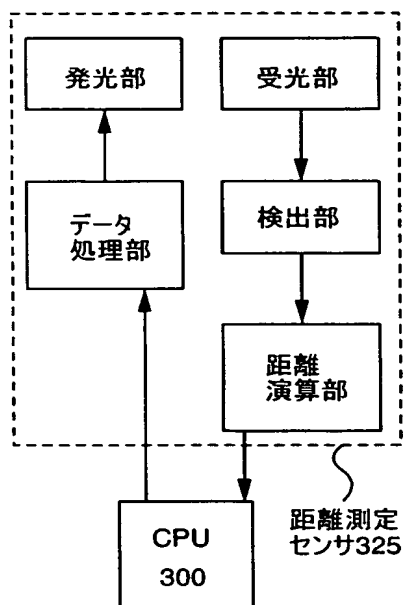 発光部
受光部
データ
処理部
検出部
距離
演算部
CPU
300
距離測定
センサ325